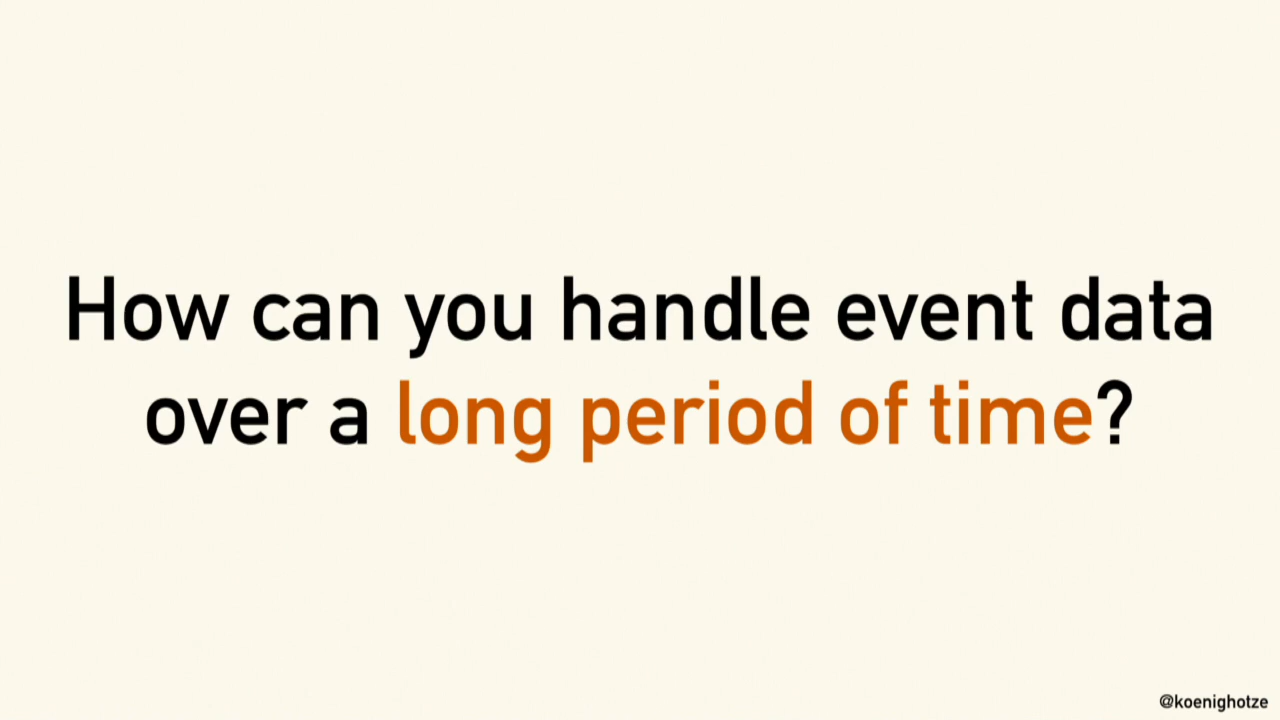 How can you handle event data
over a long period of time?
@koenighotze